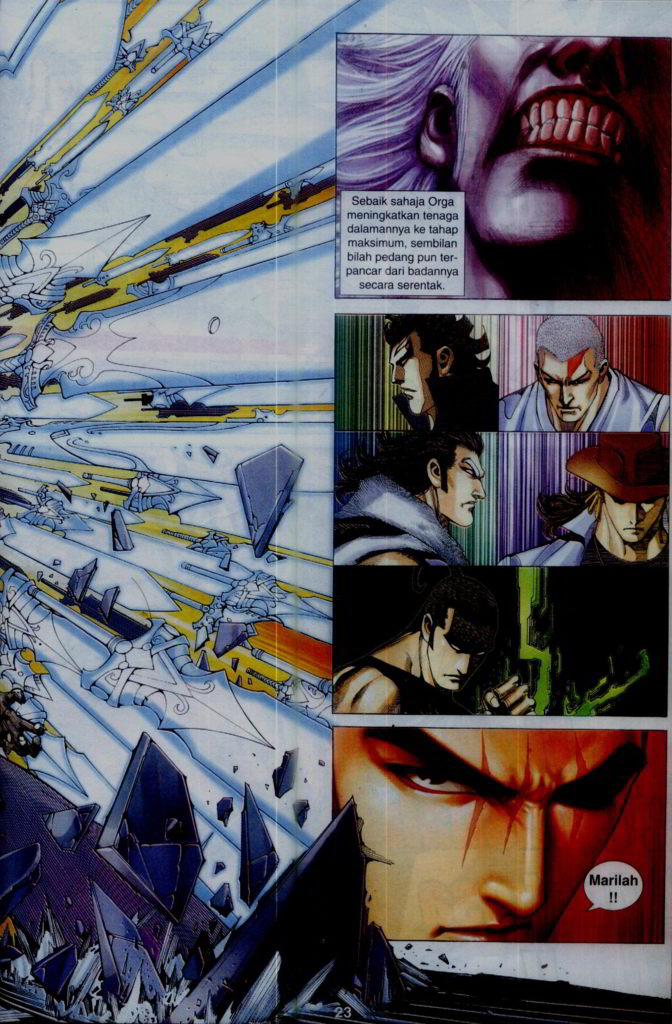 Sebaik sahaja Orga
meningkatkan tenaga
dalamannya ke tahap
maksimum, sembilan
bilah pedang pun ter-
pancar dari badannya
secara serentak.
Marilah
!!
23